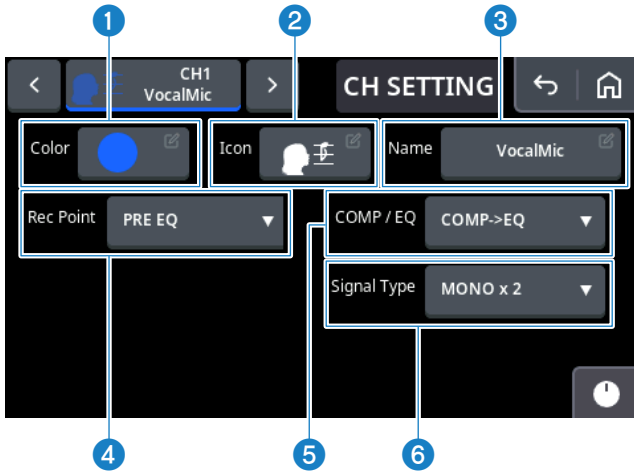 1 2 3
< CH1 >
VocalMic
CH SETTING
Color Icon Name VocalMic
Rec Point PRE EQ ▼ COMP / EQ COMP->EQ ▼
Signal Type MONO x 2 ▼
4 5 6